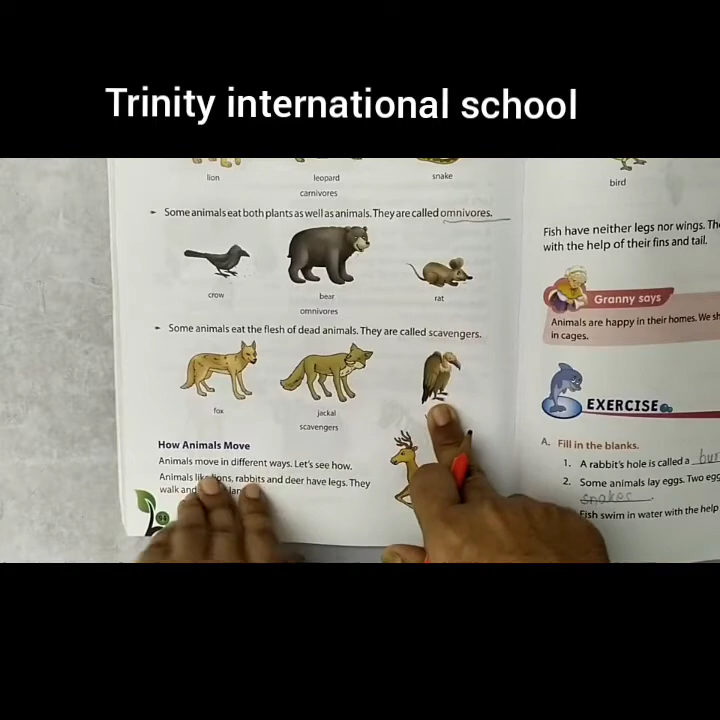 Trinity international school
lion
leopard
snake
carnivores
Some animals eat both plants as well as animals. They are called omnivores.
crow
bear
rat
omnivores
Some animals eat the flesh of dead animals. They are called scavengers.
fox
jackal
scavengers
How Animals Move
Animals move in different ways. Let's see how.
Animals like lions, rabbits and deer have legs. They
walk and
94
bird
Fish have neither legs nor wings.
with the help of their fins and tail.
Granny says
Animals are happy in their homes. We
in cages.
EXERCISE
A. Fill in the blanks.
1. A rabbit's hole is called a bur
2. Some animals lay eggs. Two
snakes.
Fish swim in water with the help